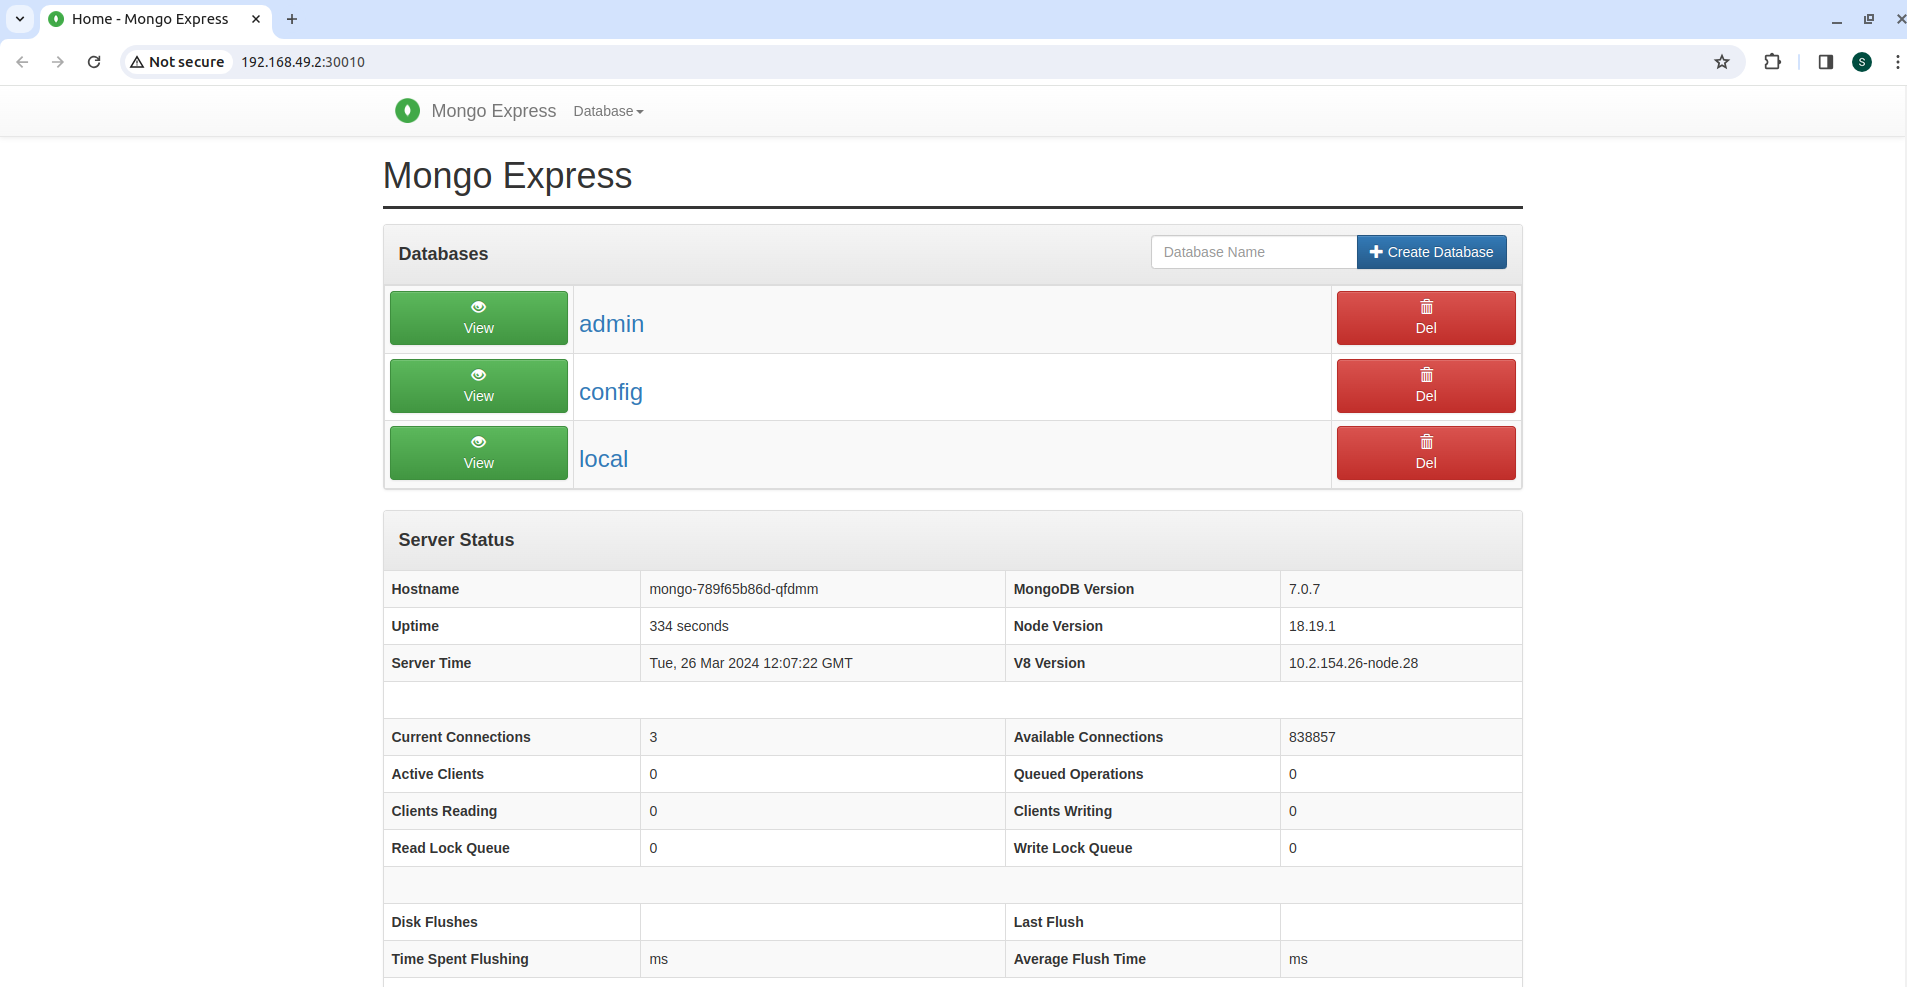 Home - Mongo Express
Not secure 192.168.49.2:30010
S
Mongo Express Database
Mongo Express
Databases Database Name Create Database
View admin Del
View config Del
View local Del
Server Status
Hostname mongo-789f65b86d-qfdmm MongoDB Version 7.0.7
Uptime 334 seconds Node Version 18.19.1
Server Time Tue, 26 Mar 2024 12:07:22 GMT V8 Version 10.2.154.26-node.28
Current Connections 3 Available Connections 838857
Active Clients 0 Queued Operations 0
Clients Reading 0 Clients Writing 0
Read Lock Queue 0 Write Lock Queue 0
Disk Flushes Last Flush
Time Spent Flushing ms Average Flush Time ms